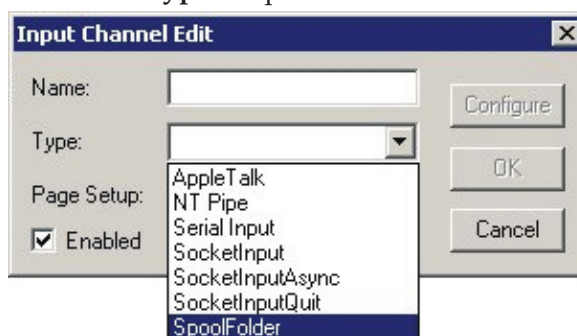 Input Channel Edit
Name:
Configure
Type:
OK
Page Setup:
AppleTalk
NT Pipe
Serial Input
SocketInput
SocketInputAsync
SocketInputQuit
SpoolFolder
Enabled
Cancel